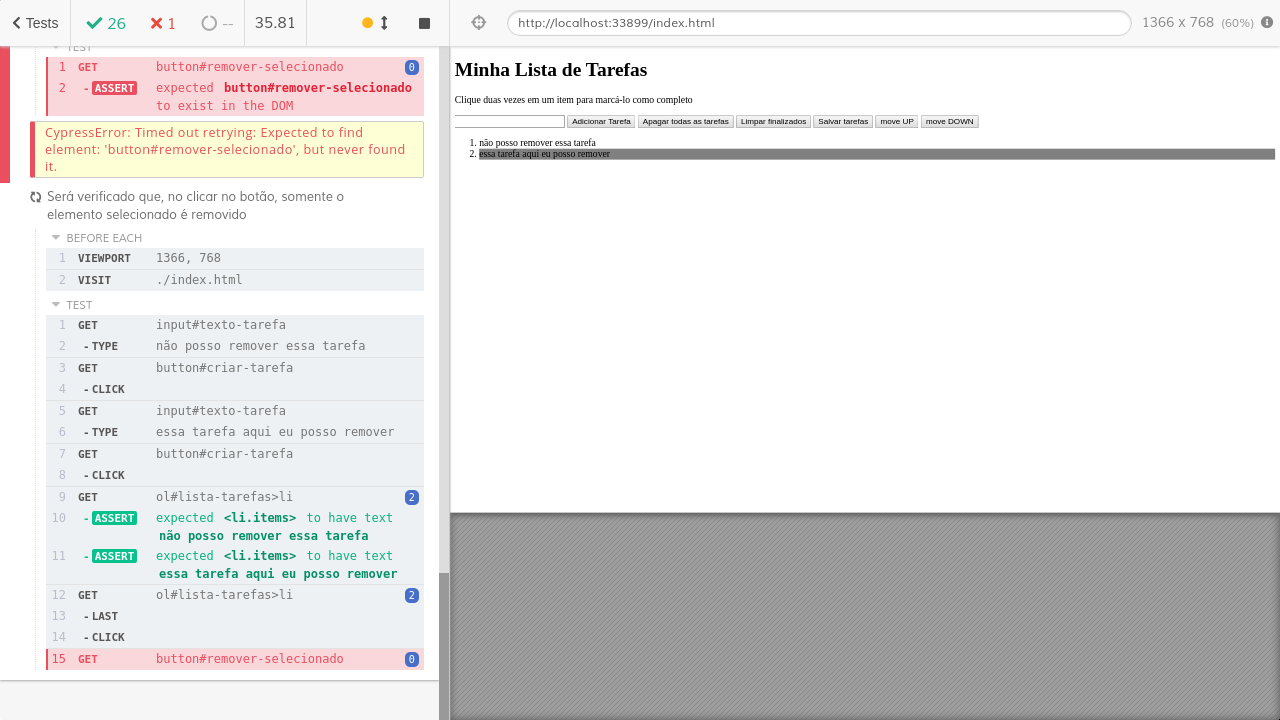 Tests 26 1 -- 35.81 http://localhost:33899/index.html 1366 x 768 (60%)
TEST
1 GET button#remover-selecionado 0
2 - ASSERT expected button#remover-selecionado
to exist in the DOM
CypressError: Timed out retrying: Expected to find
element: 'button#remover-selecionado', but never found
it.
Será verificado que, no clicar no botão, somente o
elemento selecionado é removido
BEFORE EACH
1 VIEWPORT 1366, 768
2 VISIT ./index.html
TEST
1 GET input#texto-tarefa
2 - TYPE não posso remover essa tarefa
3 GET button#criar-tarefa
4 - CLICK
5 GET input#texto-tarefa
6 - TYPE essa tarefa aqui eu posso remover
7 GET button#criar-tarefa
8 - CLICK
9 GET ol#lista-tarefas>li 2
10 - ASSERT expected <li.items> to have text
não posso remover essa tarefa
11 - ASSERT expected <li.items> to have text
essa tarefa aqui eu posso remover
12 GET ol#lista-tarefas>li 2
13 - LAST
14 - CLICK
15 GET button#remover-selecionado 0
Minha Lista de Tarefas
Clique duas vezes em um item para marcá-lo como completo
Adicionar Tarefa Apagar todas as tarefas Limpar finalizados Salvar tarefas move UP move DOWN
1. não posso remover essa tarefa
2. essa tarefa aqui eu posso remover